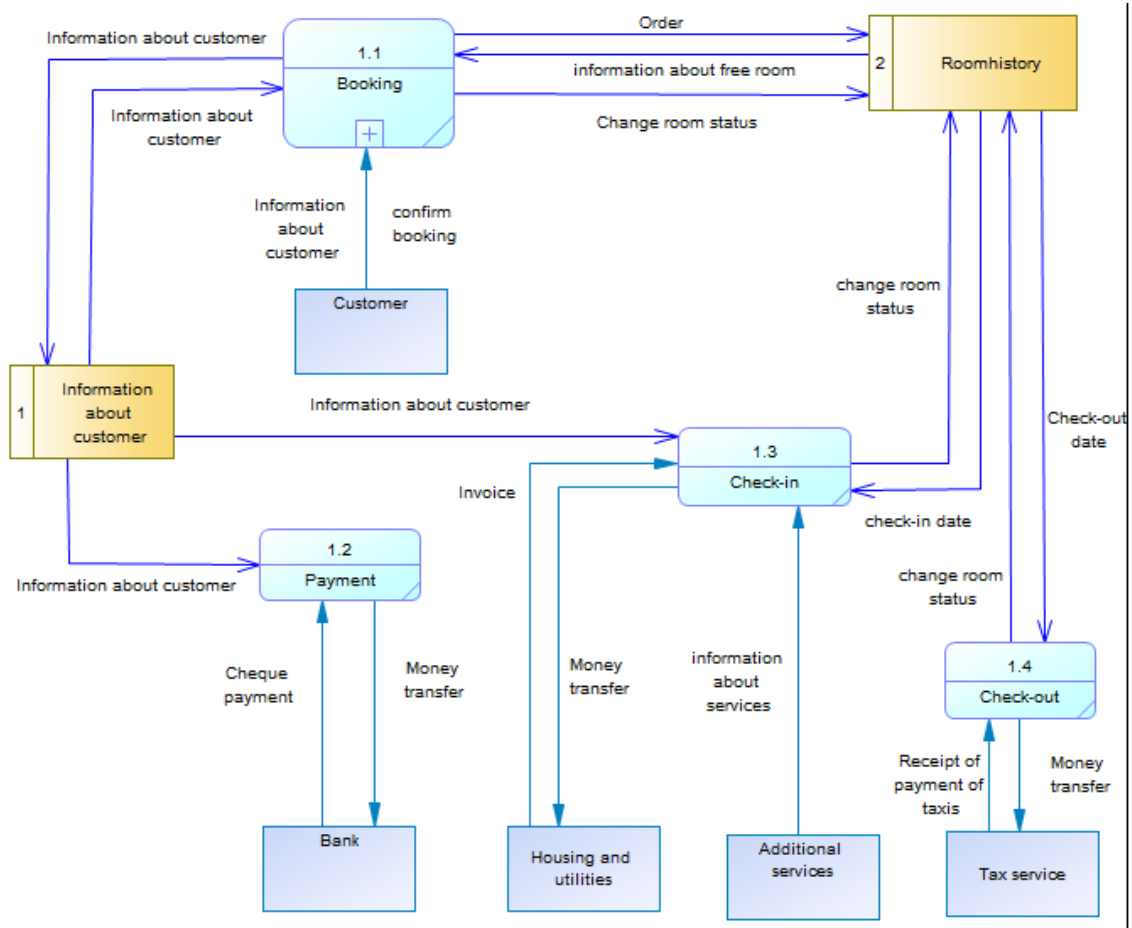 Order
Information about customer
1.1
Booking
information about free room
2
Roomhistory
Information about
customer
Change room status
Information
about
customer
confirm
booking
Customer
change room
status
1
Information
about
customer
Information about customer
Check-out
date
1.3
Check-in
Invoice
check-in date
1.2
Payment
Information about customer
change room
status
Cheque
payment
Money
transfer
Money
transfer
information
about
services
1.4
Check-out
Receipt of
payment of
taxis
Money
transfer
Bank
Housing and
utilities
Additional
services
Tax service